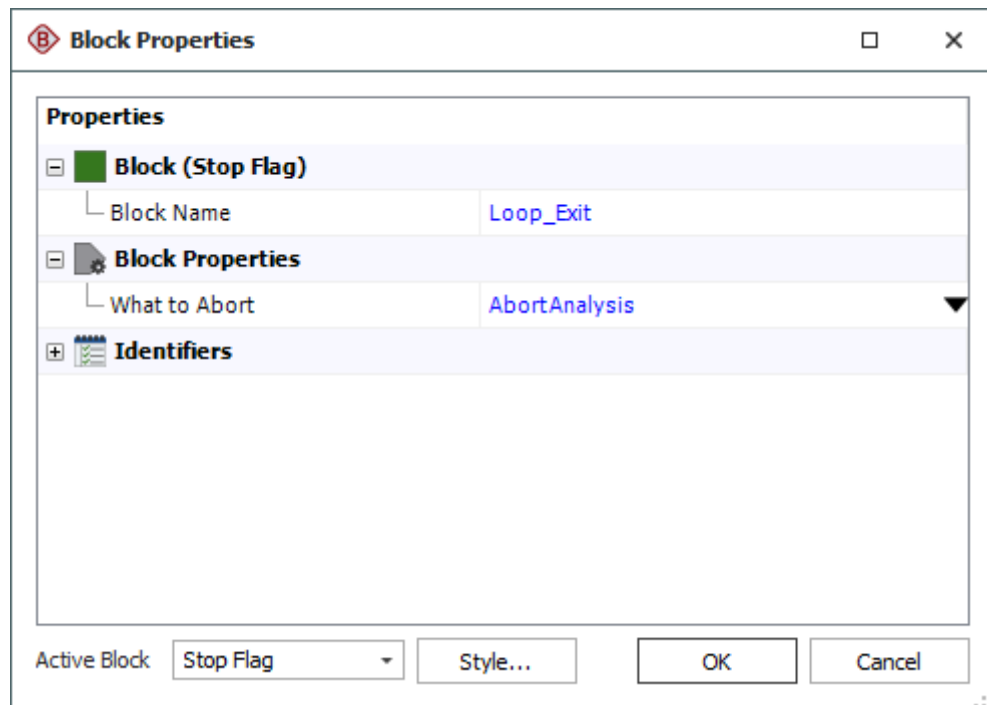 B Block Properties
Properties
Block (Stop Flag)
Block Name Loop_Exit
Block Properties
What to Abort AbortAnalysis
Identifiers
Active Block Stop Flag Style... OK Cancel